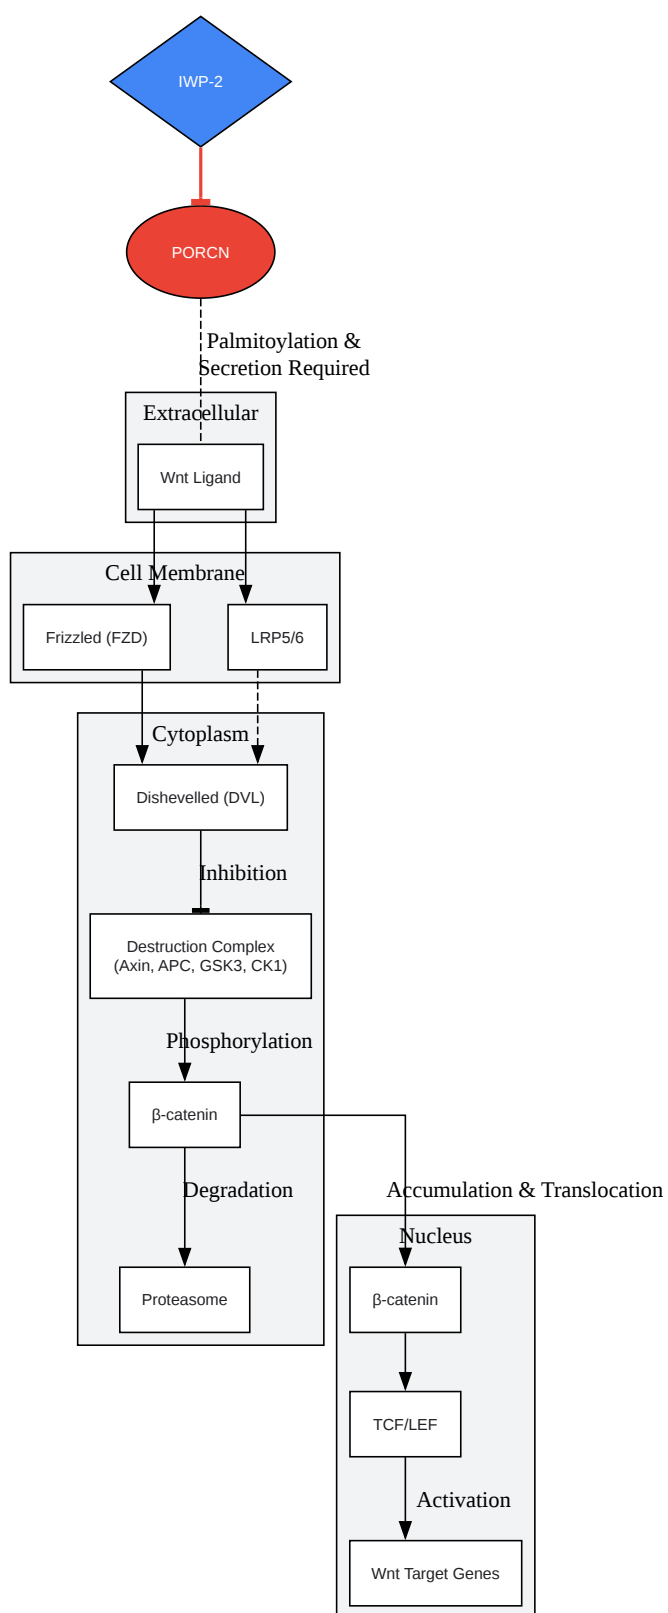 IWP-2
PORCN
Palmitoylation &
Secretion Required
Extracellular
Wnt Ligand
Cell Membrane
Frizzled (FZD)
LRP5/6
Cytoplasm
Dishevelled (DVL)
Inhibition
Destruction Complex
(Axin, APC, GSK3, CK1)
Phosphorylation
β-catenin
Degradation
Accumulation & Translocation
Nucleus
Proteasome
β-catenin
TCF/LEF
Activation
Wnt Target Genes